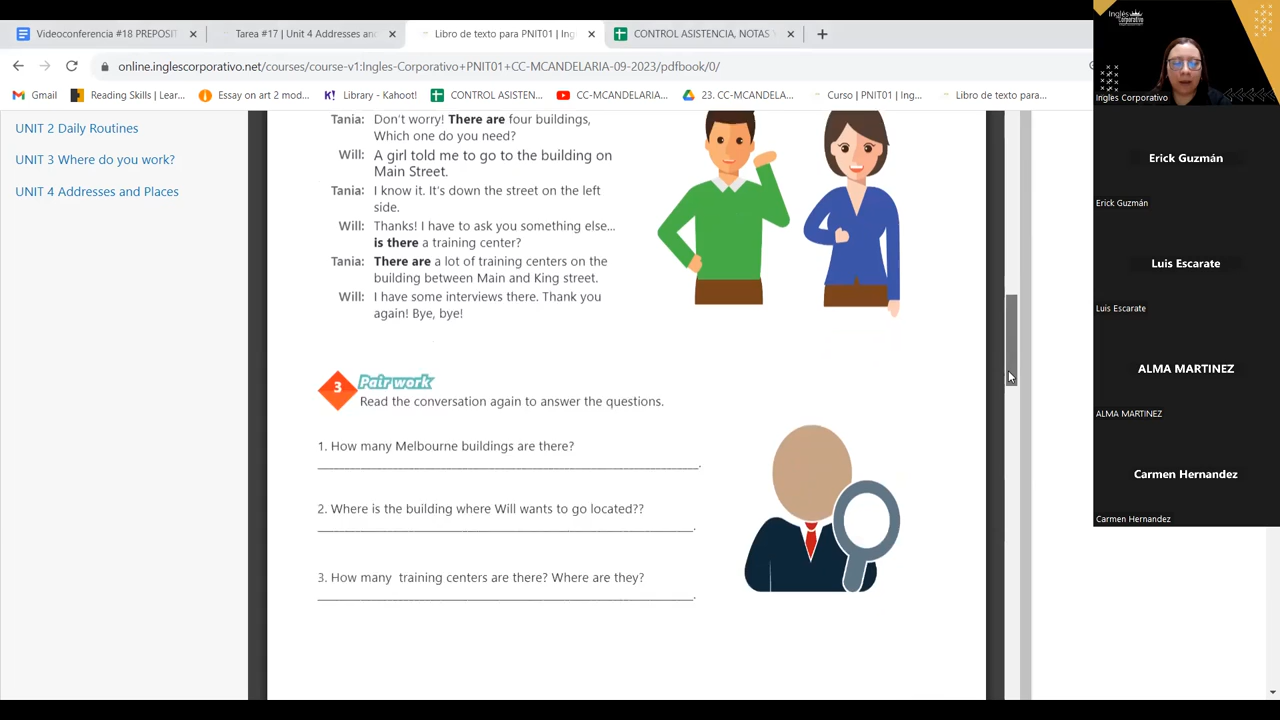 Videoconferencia #18 PREPOSIT
Tarea #17 | Unit 4 Addresses and
Libro de texto para PNIT01 | Ing
CONTROL ASISTENCIA, NOTAS Y
online.inglescorporativo.net/courses/course-v1:Ingles-Corporativo+PNIT01+CC-MCANDELARIA-09-2023/pdfbook/0/
Gmail
Reading Skills | Lear...
Essay on art 2 mod...
Library - Kahoot!
CONTROL ASISTEN...
CC-MCANDELARIA...
23. CC-MCANDELA...
Curso | PNIT01 | Ing...
Libro de texto para...
UNIT 2 Daily Routines
UNIT 3 Where do you work?
UNIT 4 Addresses and Places
Tania: Don't worry! There are four buildings,
Which one do you need?
Will: A girl told me to go to the building on
Main Street.
Tania: I know it. It's down the street on the left
side.
Will: Thanks! I have to ask you something else...
is there a training center?
Tania: There are a lot of training centers on the
building between Main and King street.
Will: I have some interviews there. Thank you
again! Bye, bye!
3 Pair work
Read the conversation again to answer the questions.
1. How many Melbourne buildings are there?
2. Where is the building where Will wants to go located??
3. How many training centers are there? Where are they?
Inglés
Corporativo
Ingles Corporativo
Erick Guzmán
Erick Guzmán
Luis Escarate
Luis Escarate
ALMA MARTINEZ
ALMA MARTINEZ
Carmen Hernandez
Carmen Hernandez